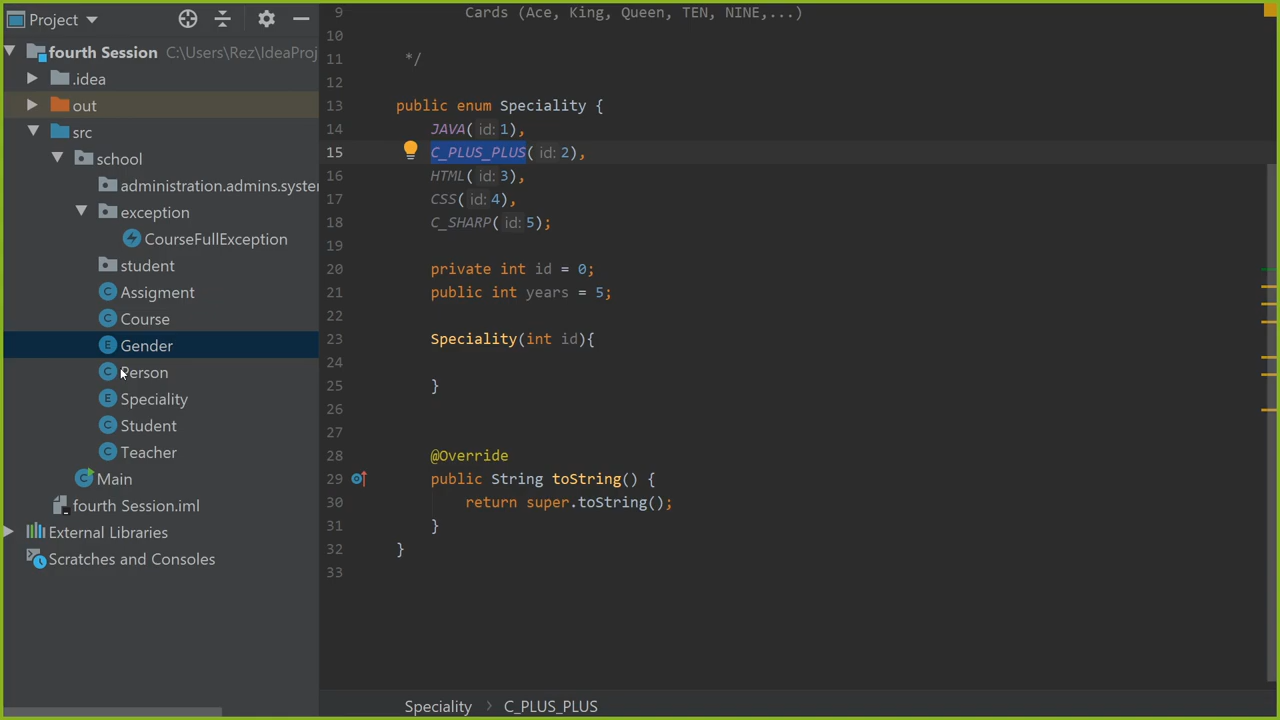 Project
fourth Session C:\Users\Rez\IdeaProj
.idea
out
src
school
administration.admins.syste
exception
CourseFullException
student
Assigment
Course
Gender
Person
Speciality
Student
Teacher
Main
fourth Session.iml
External Libraries
Scratches and Consoles
9 Cards (Ace, King, Queen, TEN, NINE,...)
10
11 */
12
13 public enum Speciality {
14 JAVA( id: 1),
15 C_PLUS_PLUS( id: 2),
16 HTML( id: 3),
17 CSS( id: 4),
18 C_SHARP( id: 5);
19
20 private int id = 0;
21 public int years = 5;
22
23 Speciality(int id){
24
25 }
26
27
28 @Override
29 public String toString() {
30 return super.toString();
31 }
32 }
33
Speciality > C_PLUS_PLUS